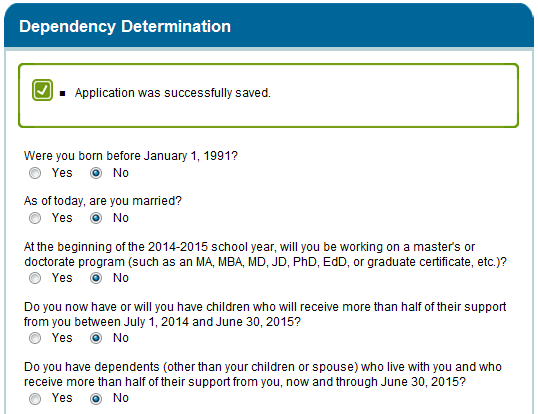 Dependency Determination
Application was successfully saved.
Were you born before January 1, 1991?
Yes No
As of today, are you married?
Yes No
At the beginning of the 2014-2015 school year, will you be working on a master's or
doctorate program (such as an MA, MBA, MD, JD, PhD, EdD, or graduate certificate, etc.)?
Yes No
Do you now have or will you have children who will receive more than half of their support
from you between July 1, 2014 and June 30, 2015?
Yes No
Do you have dependents (other than your children or spouse) who live with you and who
receive more than half of their support from you, now and through June 30, 2015?
Yes No